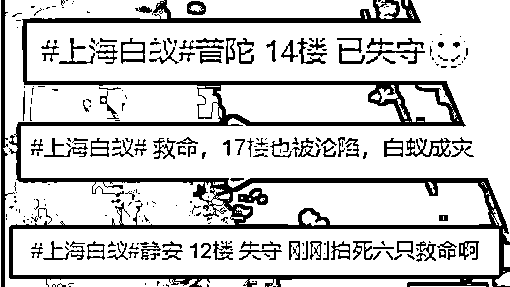 #上海白蚁#普陀 14楼 已失守
#上海白蚁# 救命，17楼也被沦陷，白蚁成灾
#上海白蚁#静安 12楼 失守 刚刚拍死六只救命啊